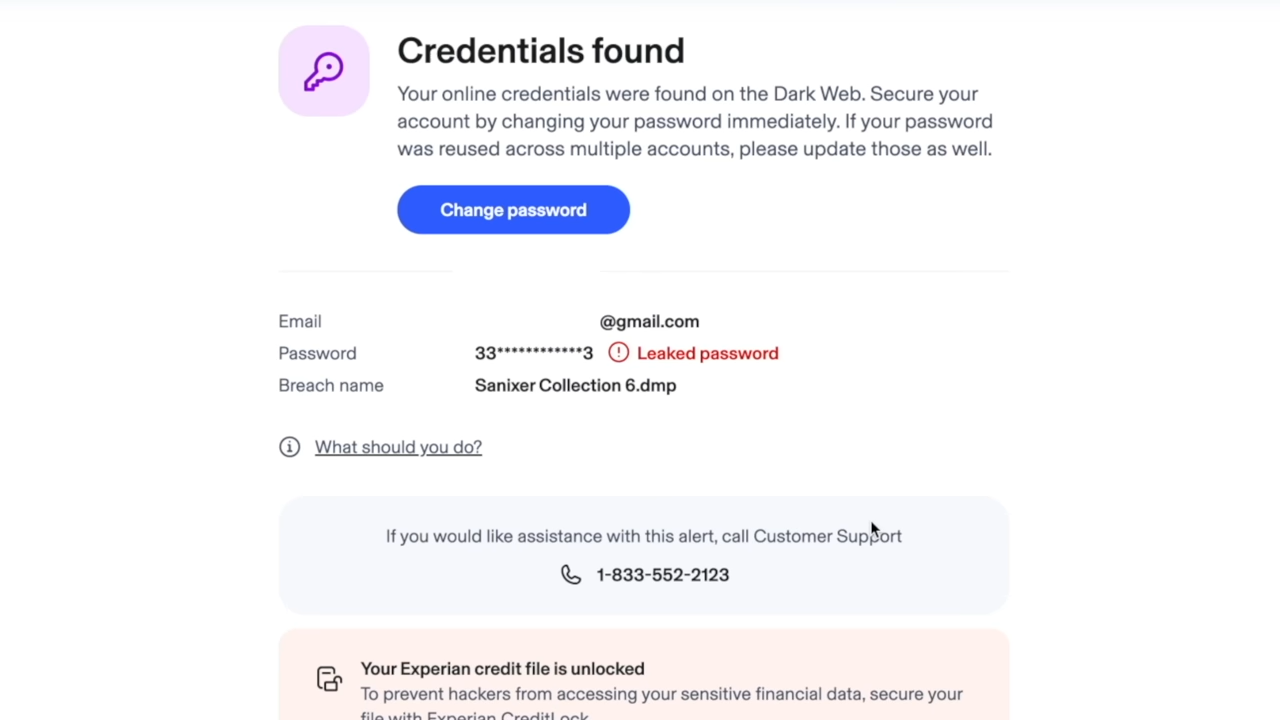 Credentials found
Your online credentials were found on the Dark Web. Secure your
account by changing your password immediately. If your password
was reused across multiple accounts, please update those as well.
Change password
Email @gmail.com
Password 33************3 Leaked password
Breach name Sanixer Collection 6.dmp
What should you do?
If you would like assistance with this alert, call Customer Support
1-833-552-2123
Your Experian credit file is unlocked
To prevent hackers from accessing your sensitive financial data, secure your
file with Experian CreditLock